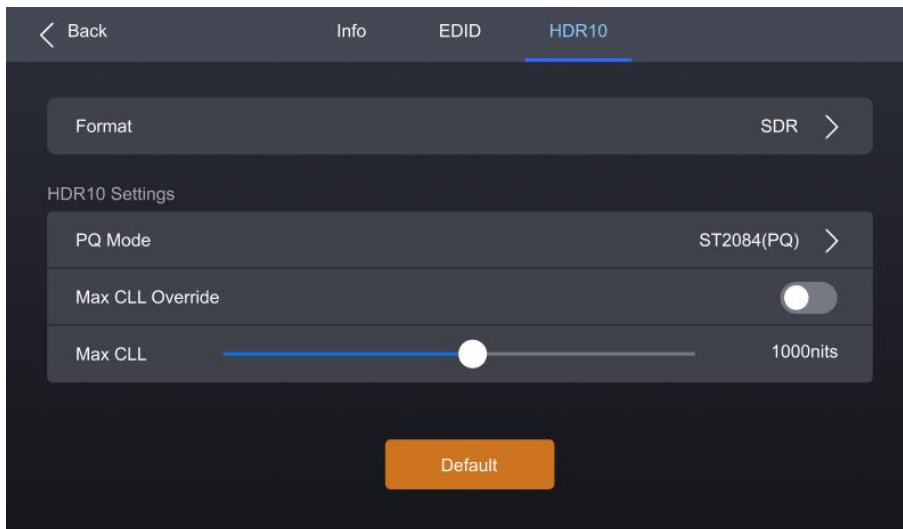 Back Info EDID HDR10
Format SDR
HDR10 Settings
PQ Mode ST2084(PQ)
Max CLL Override
Max CLL 1000nits
Default